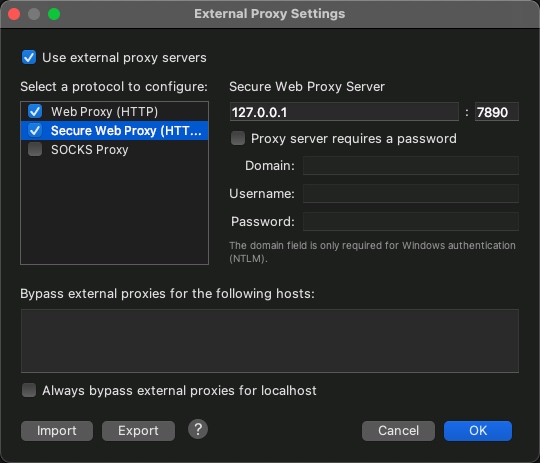 External Proxy Settings
Use external proxy servers
Select a protocol to configure:
Web Proxy (HTTP)
Secure Web Proxy (HTT...
SOCKS Proxy
Secure Web Proxy Server
127.0.0.1 : 7890
Proxy server requires a password
Domain:
Username:
Password:
The domain field is only required for Windows authentication
(NTLM).
Bypass external proxies for the following hosts:
Always bypass external proxies for localhost
Import
Export
?
Cancel
OK